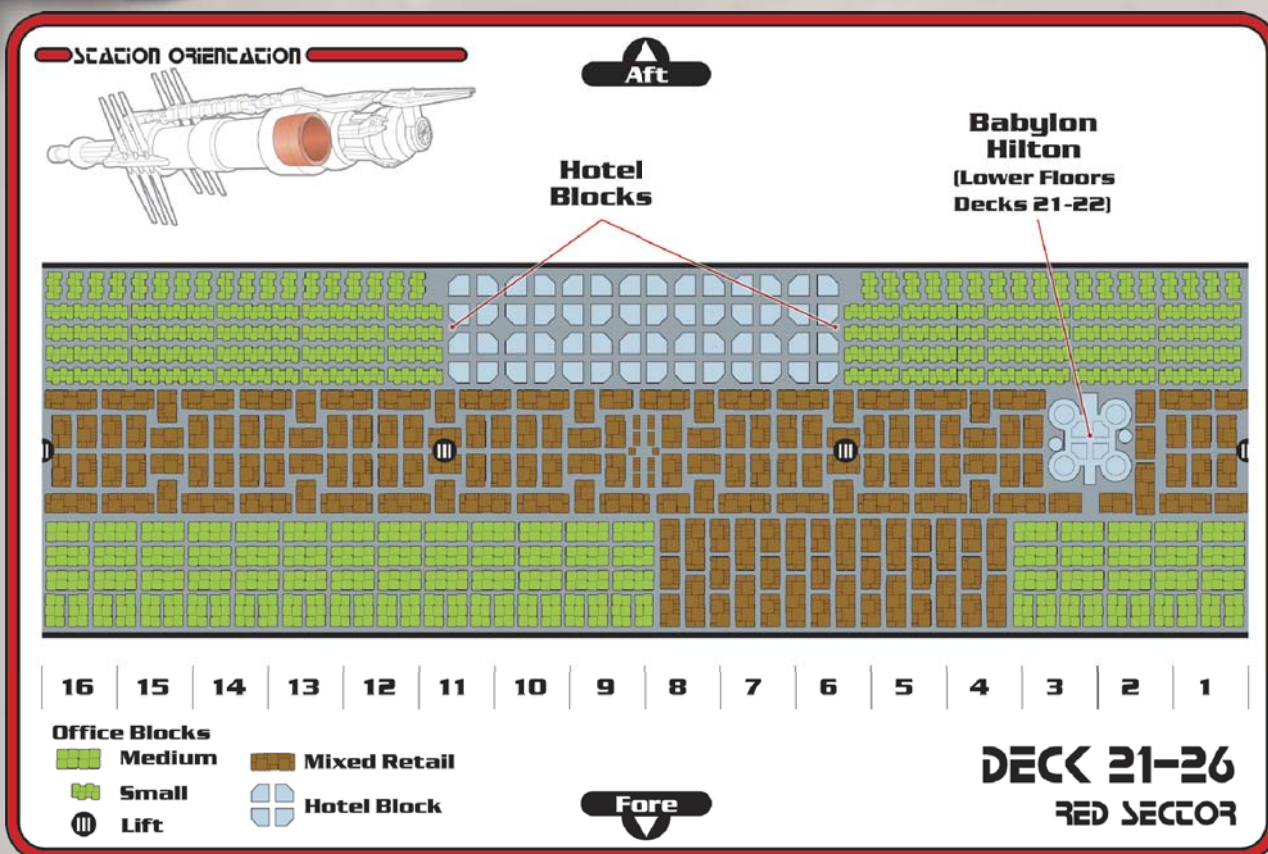 STATION ORIENTATION
Aft
Babylon
Hilton
(Lower Floors
Decks 21-22)
Hotel
Blocks
16 15 14 13 12 11 10 9 8 7 6 5 4 3 2 1
Office Blocks
Medium
Small
Lift
Mixed Retail
Hotel Block
Fore
DECK 21-26
RED SECTOR